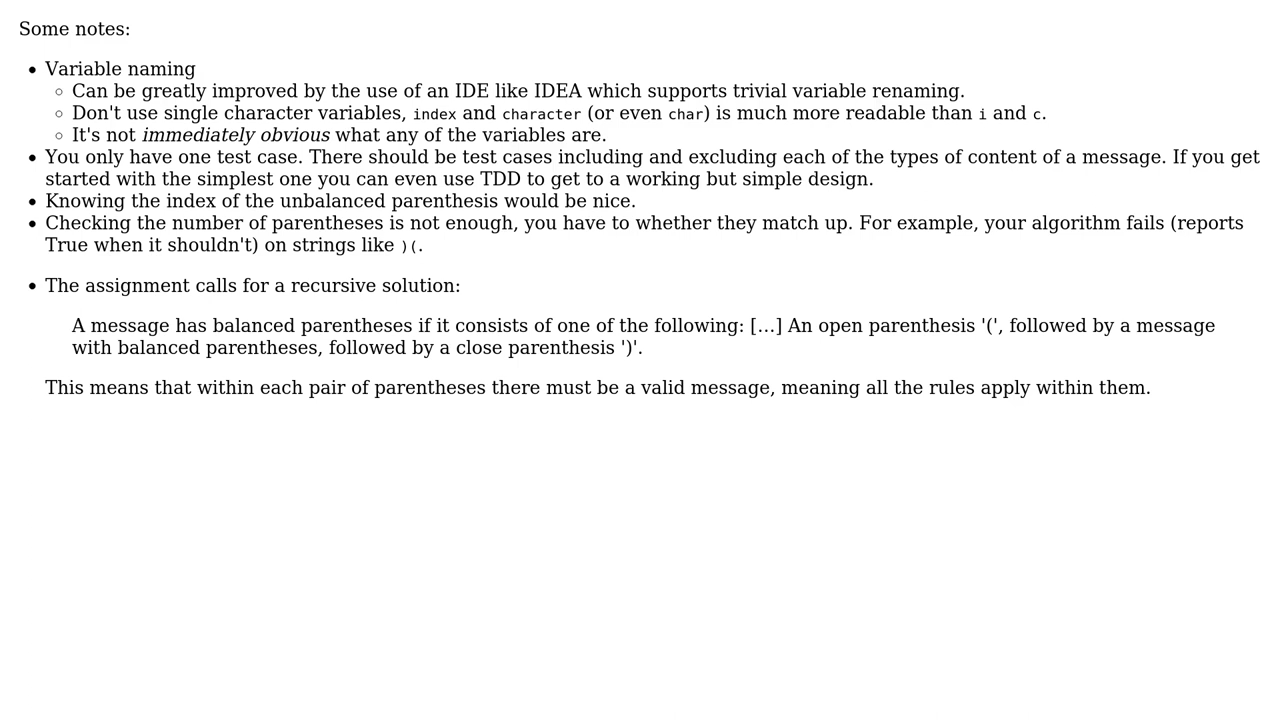 Some notes:
• Variable naming
◦ Can be greatly improved by the use of an IDE like IDEA which supports trivial variable renaming.
◦ Don't use single character variables, index and character (or even char) is much more readable than i and c.
◦ It's not immediately obvious what any of the variables are.
• You only have one test case. There should be test cases including and excluding each of the types of content of a message. If you get
started with the simplest one you can even use TDD to get to a working but simple design.
• Knowing the index of the unbalanced parenthesis would be nice.
• Checking the number of parentheses is not enough, you have to whether they match up. For example, your algorithm fails (reports
True when it shouldn't) on strings like )(.
• The assignment calls for a recursive solution:
A message has balanced parentheses if it consists of one of the following: [...] An open parenthesis '(', followed by a message
with balanced parentheses, followed by a close parenthesis ')'.
This means that within each pair of parentheses there must be a valid message, meaning all the rules apply within them.